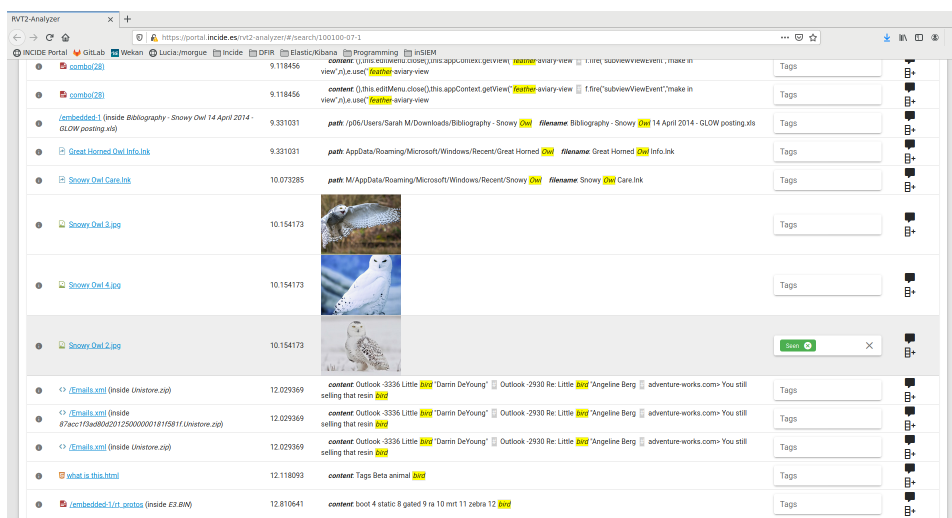 RVT2-Analyzer
https://portal.incide.es/rvt2-analyzer/#/search/100100-07-1
INCIDE Portal GitLab Wekan Lucia:/morgue Incide DFIR Elastic/Kibana Programming inSIEM
combo(28) 9.118456 content: (),this.editMenu.close(),this.appContext.getView("feather-aviary-view f.fire("subviewViewEvent","make in Tags
view",n),e.use("feather-aviary-view
combo(28) 9.118456 content: (),this.editMenu.close(),this.appContext.getView("feather-aviary-view f.fire("subviewViewEvent","make in Tags
view",n),e.use("feather-aviary-view
/embedded-1 (inside Bibliography - Snowy Owl 14 April 2014 - 9.331031 path: /p06/Users/Sarah M/Downloads/Bibliography - Snowy Owl filename: Bibliography - Snowy Owl 14 April 2014 - GLOW posting.xls Tags
GLOW posting.xls)
Great Horned Owl Info.lnk 9.331031 path: AppData/Roaming/Microsoft/Windows/Recent/Great Horned Owl filename: Great Horned Owl Info.lnk Tags
Snowy Owl Care.lnk 10.073285 path: M/AppData/Roaming/Microsoft/Windows/Recent/Snowy Owl filename: Snowy Owl Care.lnk Tags
Snowy Owl 3.jpg 10.154173 Tags
Snowy Owl 4.jpg 10.154173 Tags
Snowy Owl 2.jpg 10.154173 Seen
/Emails.xml (inside Unistore.zip) 12.029369 content: Outlook -3336 Little bird "Darrin DeYoung" Outlook -2930 Re: Little bird "Angeline Berg adventure-works.com> You still Tags
selling that resin bird
/Emails.xml (inside 12.029369 content: Outlook -3336 Little bird "Darrin DeYoung" Outlook -2930 Re: Little bird "Angeline Berg adventure-works.com> You still Tags
87acc1f3ad80d20125000000181f581f.Unistore.zip) selling that resin bird
/Emails.xml (inside Unistore.zip) 12.029369 content: Outlook -3336 Little bird "Darrin DeYoung" Outlook -2930 Re: Little bird "Angeline Berg adventure-works.com> You still Tags
selling that resin bird
what is this.html 12.118093 content: Tags Beta animal bird Tags
/embedded-1/rt_protos (inside E3.BIN) 12.810641 content: boot 4 static 8 gated 9 ra 10 mrt 11 zebra 12 bird Tags